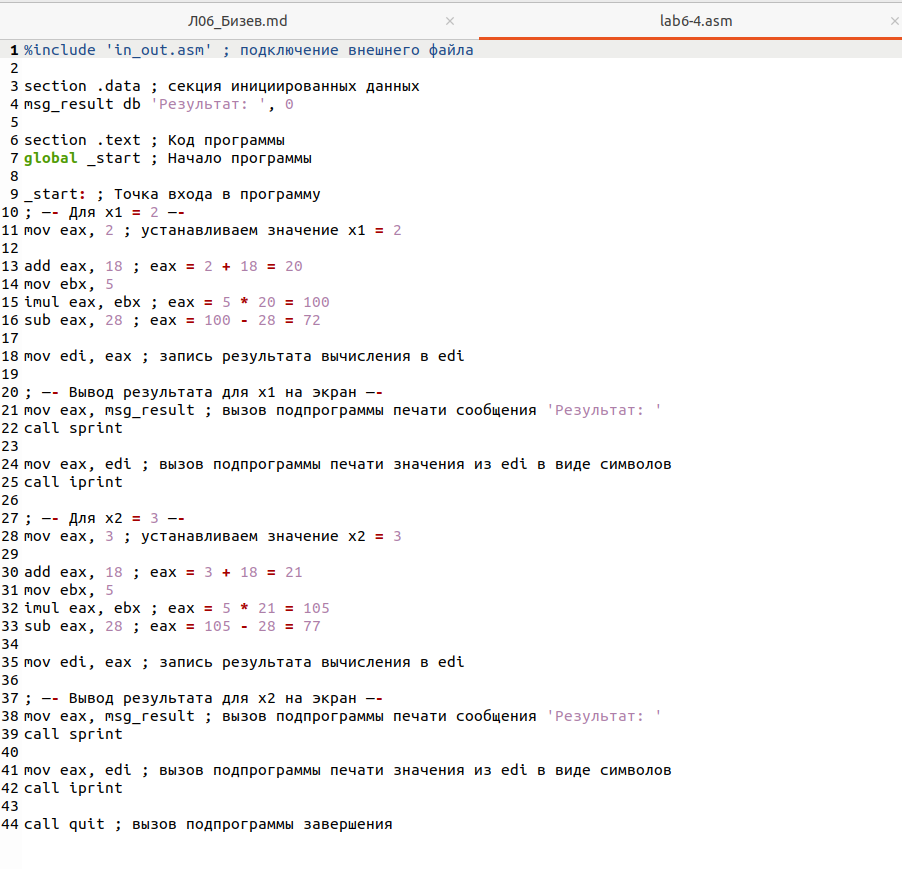 Л06_Бизев.md × lab6-4.asm ×
1 %include 'in_out.asm' ; подключение внешнего файла
2
3 section .data ; секция инициированных данных
4 msg_result db 'Результат: ', 0
5
6 section .text ; Код программы
7 global _start ; Начало программы
8
9 _start: ; Точка входа в программу
10 ; —- Для x1 = 2 —-
11 mov eax, 2 ; устанавливаем значение x1 = 2
12
13 add eax, 18 ; eax = 2 + 18 = 20
14 mov ebx, 5
15 imul eax, ebx ; eax = 5 * 20 = 100
16 sub eax, 28 ; eax = 100 - 28 = 72
17
18 mov edi, eax ; запись результата вычисления в edi
19
20 ; —- Вывод результата для x1 на экран —-
21 mov eax, msg_result ; вызов подпрограммы печати сообщения 'Результат: '
22 call sprint
23
24 mov eax, edi ; вызов подпрограммы печати значения из edi в виде символов
25 call iprint
26
27 ; —- Для x2 = 3 —-
28 mov eax, 3 ; устанавливаем значение x2 = 3
29
30 add eax, 18 ; eax = 3 + 18 = 21
31 mov ebx, 5
32 imul eax, ebx ; eax = 5 * 21 = 105
33 sub eax, 28 ; eax = 105 - 28 = 77
34
35 mov edi, eax ; запись результата вычисления в edi
36
37 ; —- Вывод результата для x2 на экран —-
38 mov eax, msg_result ; вызов подпрограммы печати сообщения 'Результат: '
39 call sprint
40
41 mov eax, edi ; вызов подпрограммы печати значения из edi в виде символов
42 call iprint
43
44 call quit ; вызов подпрограммы завершения